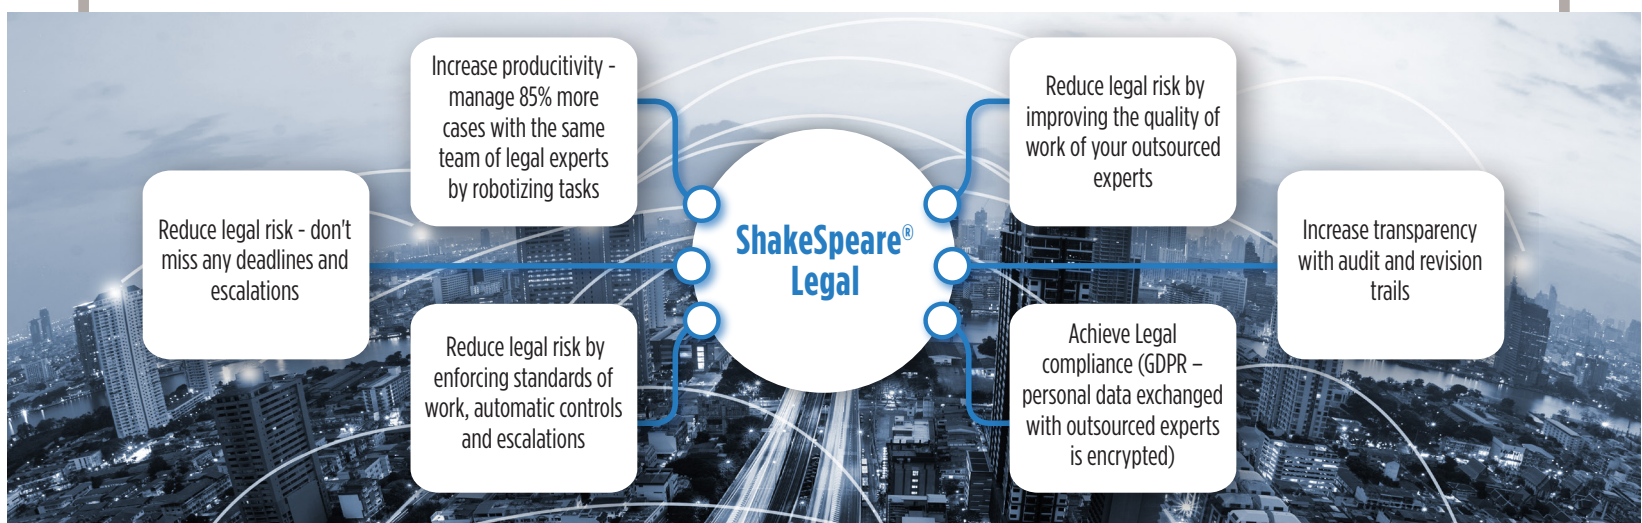 Increase producitivity -
manage 85% more
cases with the same
team of legal experts
by robotizing tasks
Reduce legal risk by
improving the quality of
work of your outsourced
experts
Reduce legal risk - don't
miss any deadlines and
escalations
ShakeSpeare®
Legal
Increase transparency
with audit and revision
trails
Reduce legal risk by
enforcing standards of
work, automatic controls
and escalations
Achieve Legal
compliance (GDPR –
personal data exchanged
with outsourced experts
is encrypted)